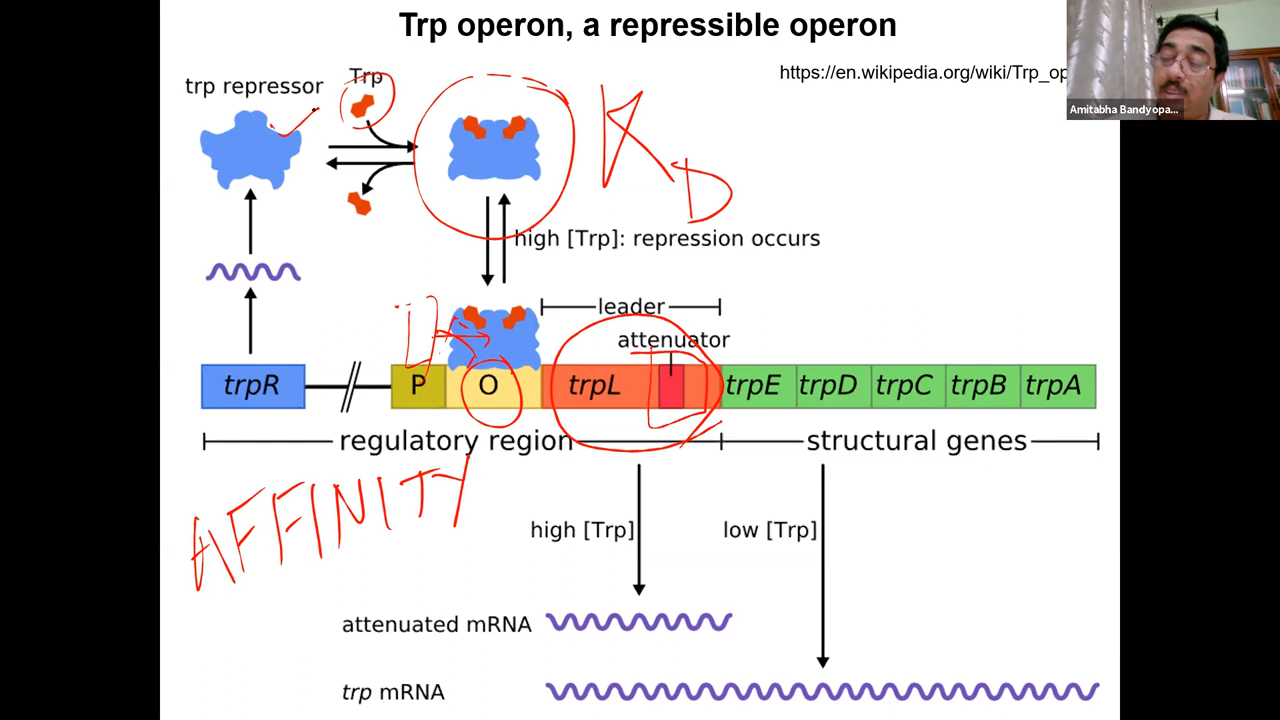 Trp operon, a repressible operon
https://en.wikipedia.org/wiki/Trp_op
Amitabha Bandyopa...
trp repressor
Trp
K D
high [Trp]: repression occurs
leader
attenuator
trpR
P
O
trpL
trpE
trpD
trpC
trpB
trpA
regulatory region
structural genes
AFFINITY
high [Trp]
low [Trp]
attenuated mRNA
trp mRNA